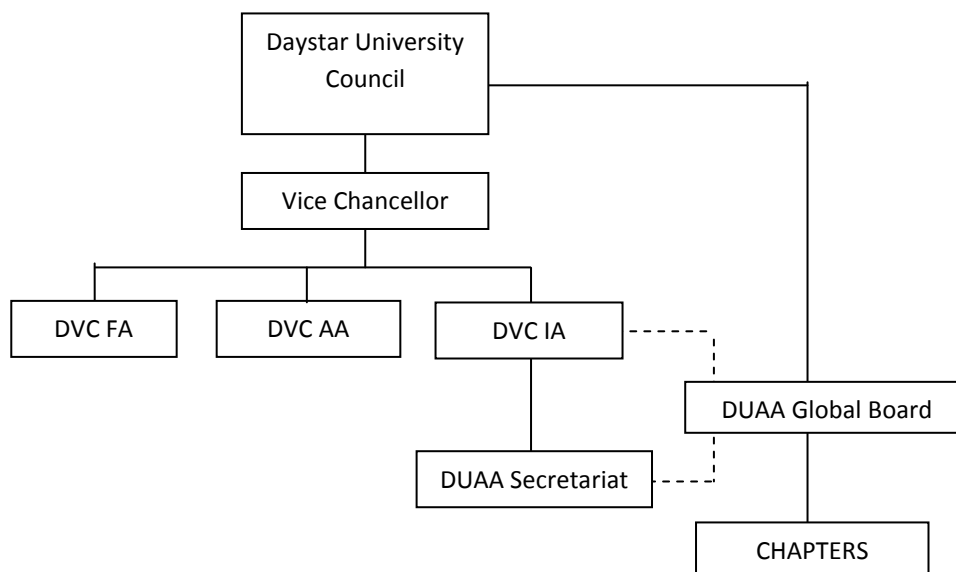 Daystar University
Council
Vice Chancellor
DVC FA
DVC AA
DVC IA
DUAA Global Board
DUAA Secretariat
CHAPTERS